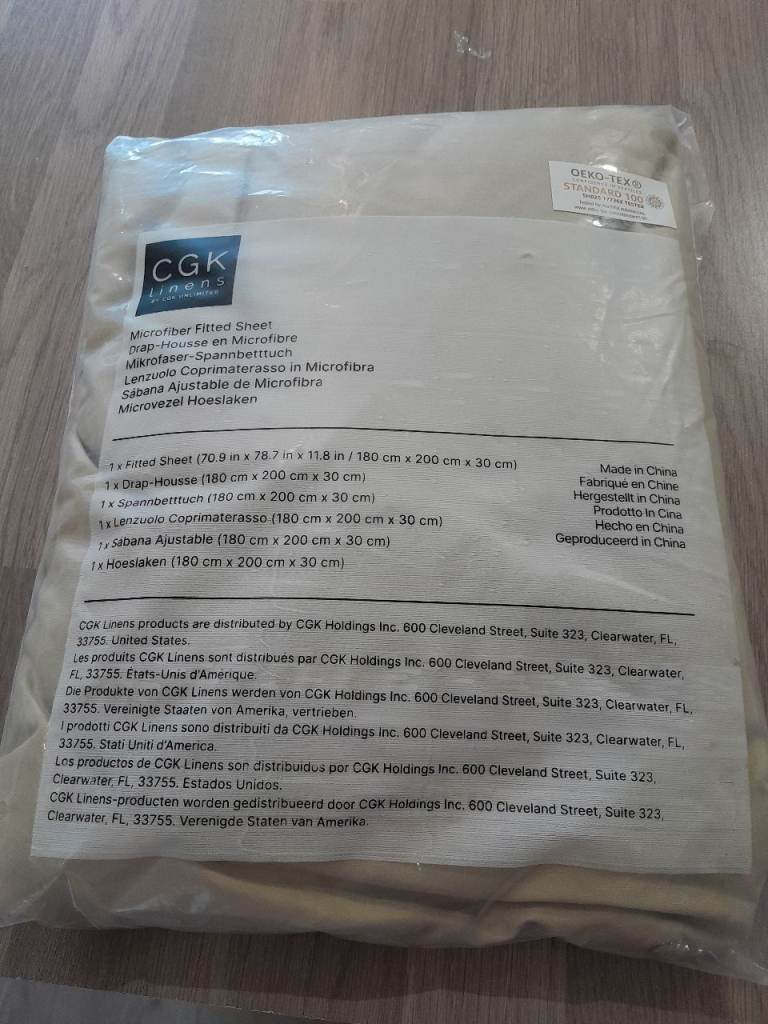 OEKO-TEX®
CONFIDENCE IN TEXTILES
STANDARD 100
CGK
linens
BY CGK UNLIMITED
Microfiber Fitted Sheet
Drap-Housse en Microfibre
Mikrofaser-Spannbetttuch
Lenzuolo Coprimaterasso in Microfibra
Sábana Ajustable de Microfibra
Microvezel Hoeslaken
1 x Fitted Sheet (70.9 in x 78.7 in x 11.8 in / 180 cm x 200 cm x 30 cm)
1 x Drap-Housse (180 cm x 200 cm x 30 cm)
1 x Spannbetttuch (180 cm x 200 cm x 30 cm)
1 x Lenzuolo Coprimaterasso (180 cm x 200 cm x 30 cm)
1 x Sábana Ajustable (180 cm x 200 cm x 30 cm)
1 x Hoeslaken (180 cm x 200 cm x 30 cm)
Made in China
Fabriqué en Chine
Hergestellt in China
Prodotto In Cina
Hecho en China
Geproduceerd in China
CGK Linens products are distributed by CGK Holdings Inc. 600 Cleveland Street, Suite 323, Clearwater, FL,
33755. United States.
Les produits CGK Linens sont distribués par CGK Holdings Inc. 600 Cleveland Street, Suite 323, Clearwater,
FL, 33755. États-Unis d'Amérique.
Die Produkte von CGK Linens werden von CGK Holdings Inc. 600 Cleveland Street, Suite 323, Clearwater, FL,
33755. Vereinigte Staaten von Amerika, vertrieben.
I prodotti CGK Linens sono distribuiti da CGK Holdings Inc. 600 Cleveland Street, Suite 323, Clearwater, FL,
33755. Stati Uniti d'America.
Los productos de CGK Linens son distribuidos por CGK Holdings Inc. 600 Cleveland Street, Suite 323,
Clearwater, FL, 33755. Estados Unidos.
CGK Linens-producten worden gedistribueerd door CGK Holdings Inc. 600 Cleveland Street, Suite 323,
Clearwater, FL, 33755. Verenigde Staten van Amerika.